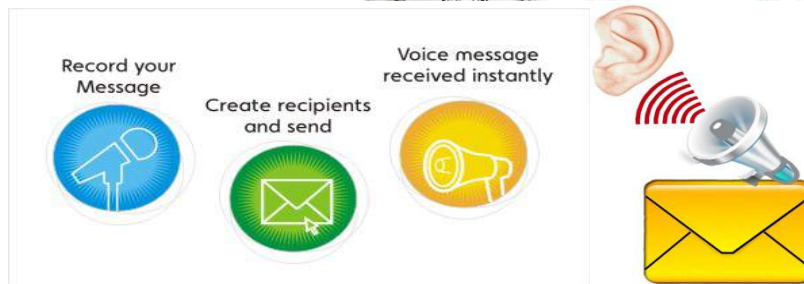 Record your
Message
Create recipients
and send
Voice message
received instantly